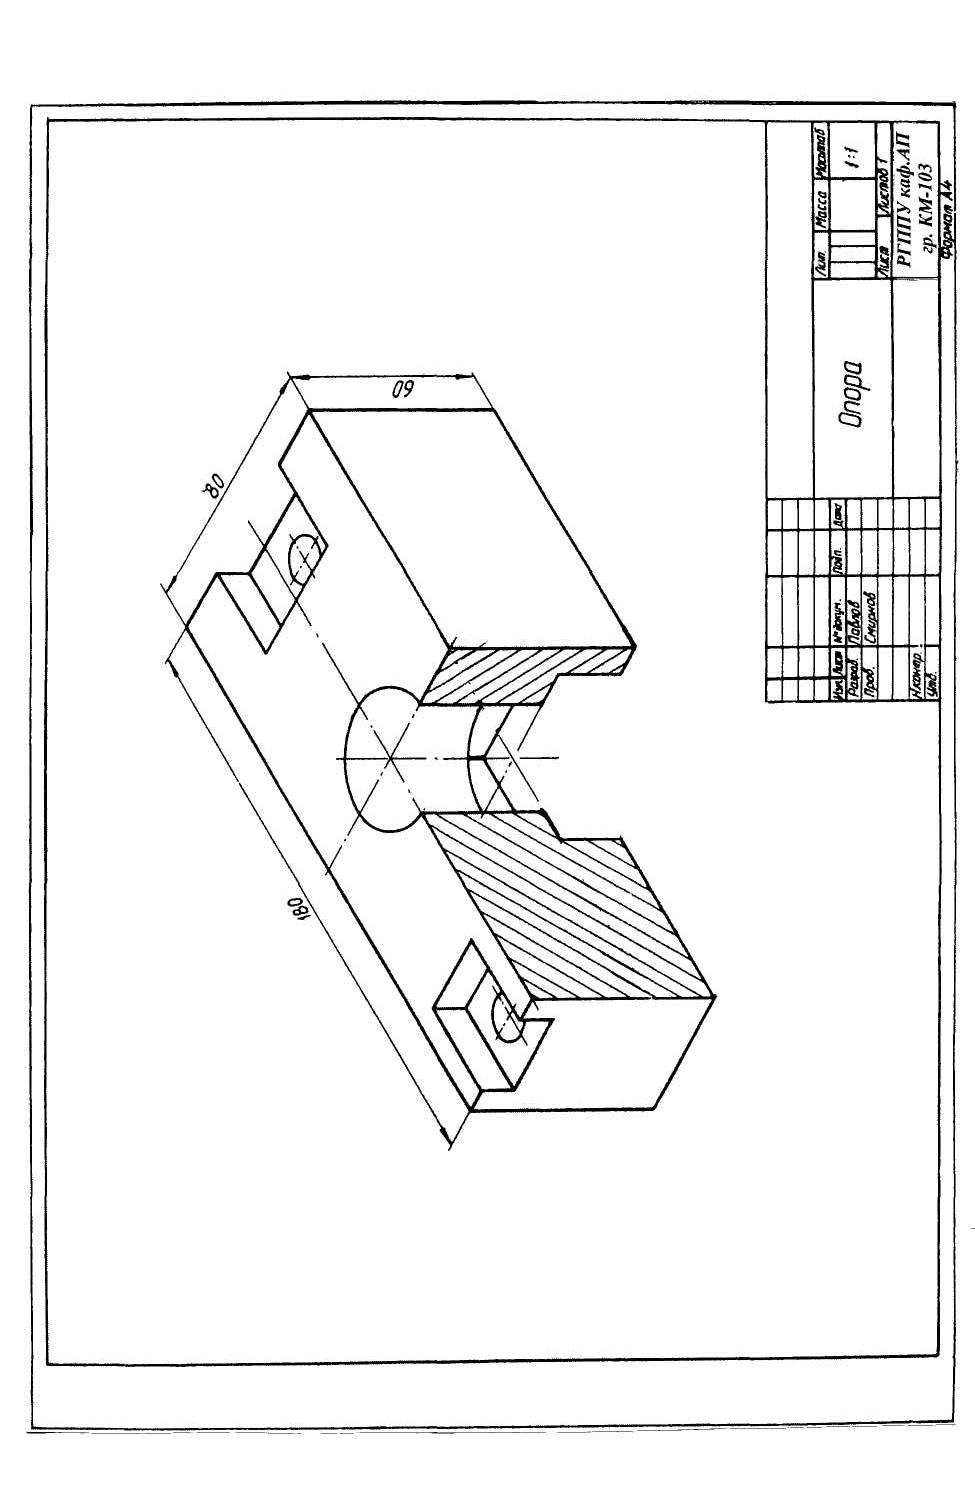 180
80
60
Изм Лист № докум. Подп. Дата
Разраб. Павлов
Пров. Смирнов
Н.контр.
Утв.
Опора
Лит. Масса Масштаб
1:1
Лист Листов 1
РГППУ каф.АП
гр. КМ-103
Формат А4